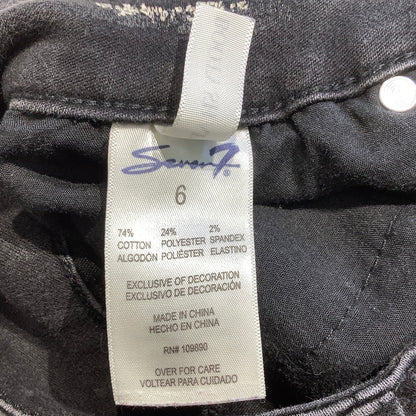 Seven7®
6
74% 24% 2%
COTTON POLYESTER SPANDEX
ALGODÓN POLIÉSTER ELASTINO
EXCLUSIVE OF DECORATION
EXCLUSIVO DE DECORACIÓN
MADE IN CHINA
HECHO EN CHINA
RN# 109890
OVER FOR CARE
VOLTEAR PARA CUIDADO